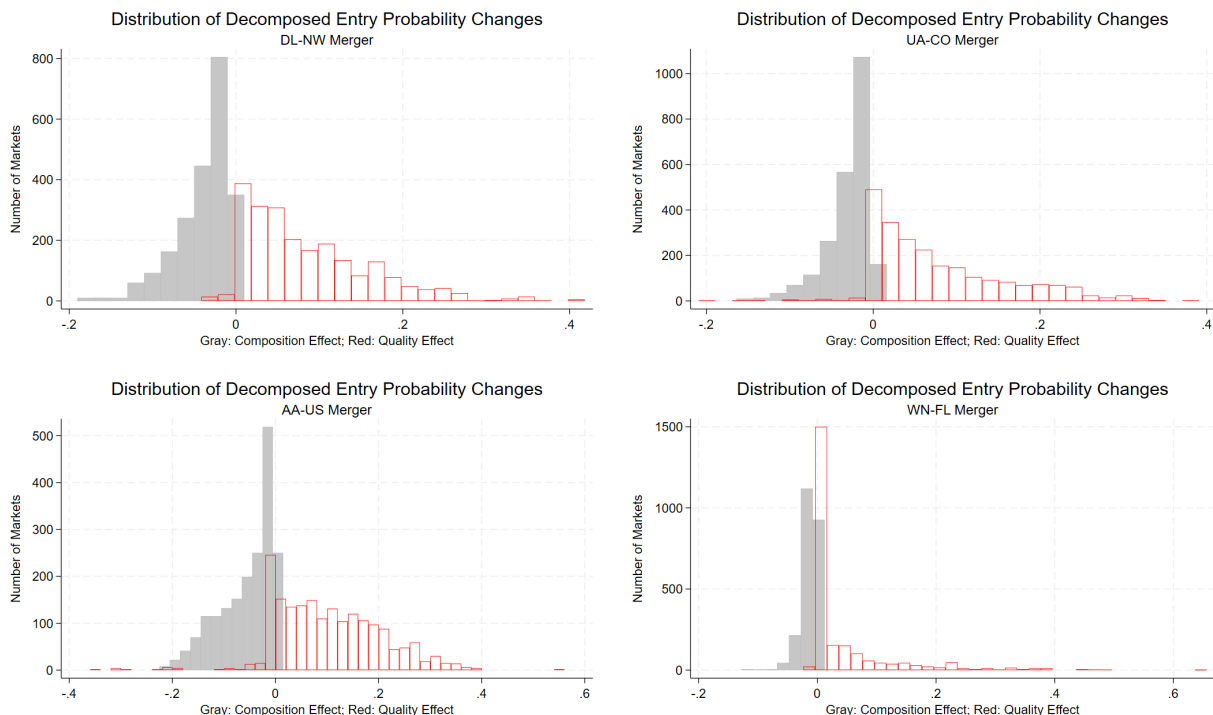 Distribution of Decomposed Entry Probability Changes
DL-NW Merger
Number of Markets
800
600
400
200
0
-.2
0
.2
.4
Gray: Composition Effect; Red: Quality Effect
Distribution of Decomposed Entry Probability Changes
UA-CO Merger
Number of Markets
1000
800
600
400
200
0
-.2
0
.2
.4
Gray: Composition Effect; Red: Quality Effect
Distribution of Decomposed Entry Probability Changes
AA-US Merger
Number of Markets
500
400
300
200
100
0
-.4
-.2
0
.2
.4
.6
Gray: Composition Effect; Red: Quality Effect
Distribution of Decomposed Entry Probability Changes
WN-FL Merger
Number of Markets
1500
1000
500
0
-.2
0
.2
.4
.6
Gray: Composition Effect; Red: Quality Effect